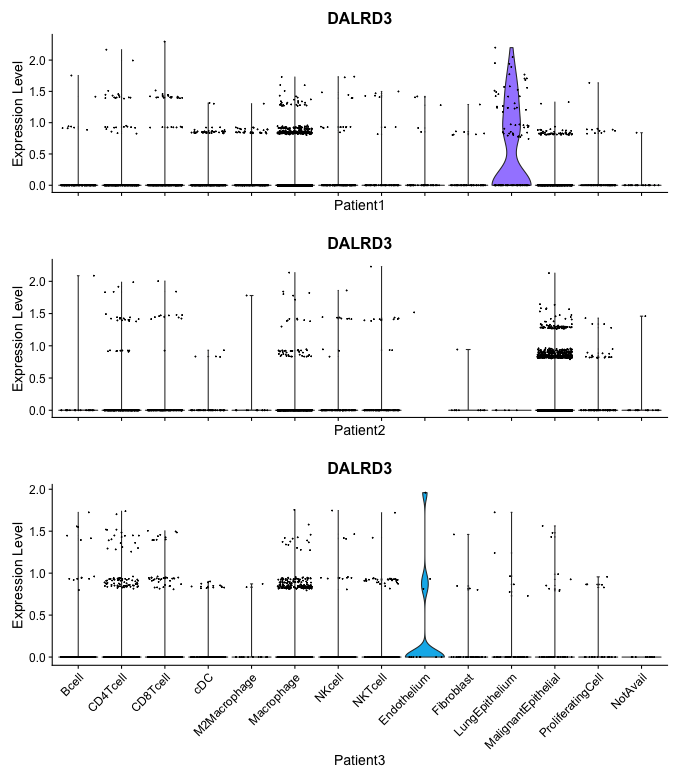 DALRD3
Expression Level
2.0
1.5
1.0
0.5
0.0
Patient1
DALRD3
Expression Level
2.0
1.5
1.0
0.5
0.0
Patient2
DALRD3
Expression Level
2.0
1.5
1.0
0.5
0.0
Bcell
CD4Tcell
CD8Tcell
cDC
M2Macrophage
Macrophage
NKcell
NKTcell
Endothelium
Fibroblast
LungEpithelium
MalignantEpithelial
ProliferatingCell
NotAvail
Patient3